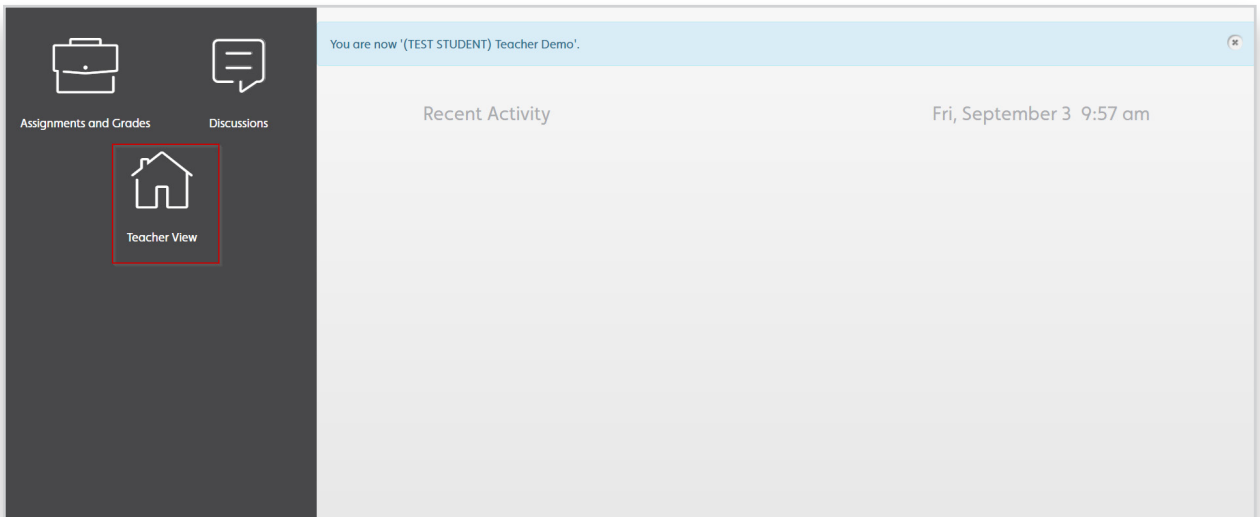 You are now '(TEST STUDENT) Teacher Demo'.
Assignments and Grades
Discussions
Teacher View
Recent Activity
Fri, September 3 9:57 am